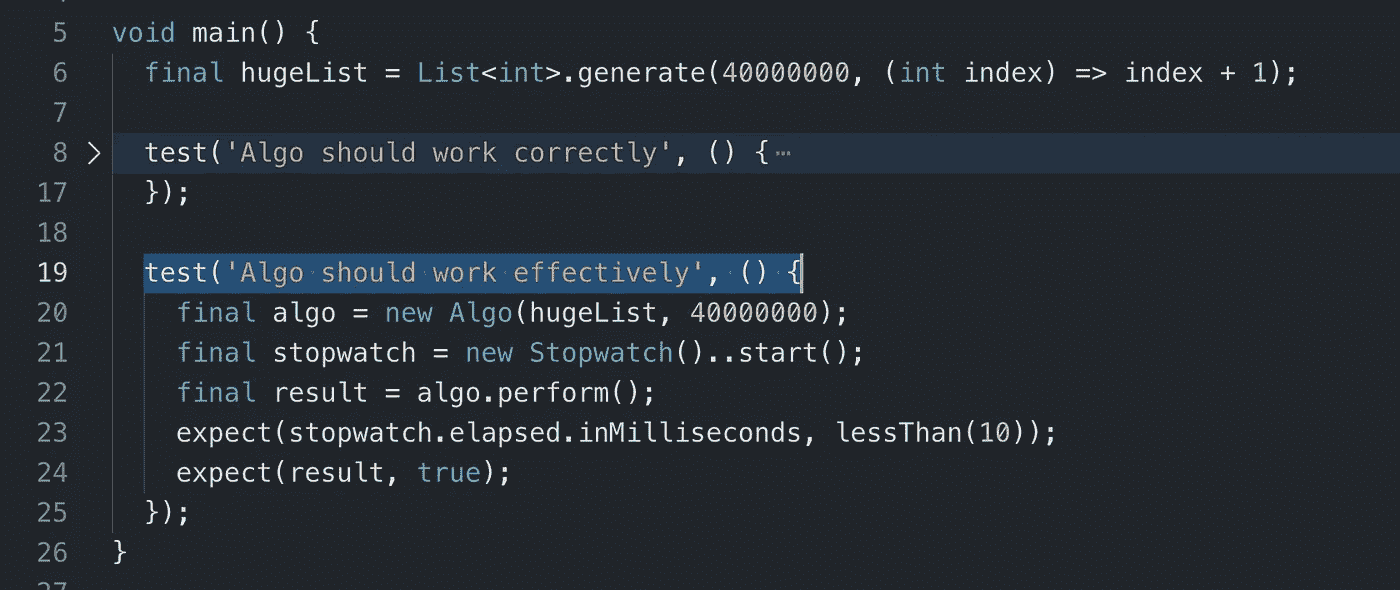 5 void main() {
6 final hugeList = List<int>.generate(40000000, (int index) => index + 1);
7
8 > test('Algo should work correctly', () {⋯
17 });
18
19 test('Algo should work effectively', () {
20 final algo = new Algo(hugeList, 40000000);
21 final stopwatch = new Stopwatch()..start();
22 final result = algo.perform();
23 expect(stopwatch.elapsed.inMilliseconds, lessThan(10));
24 expect(result, true);
25 });
26 }